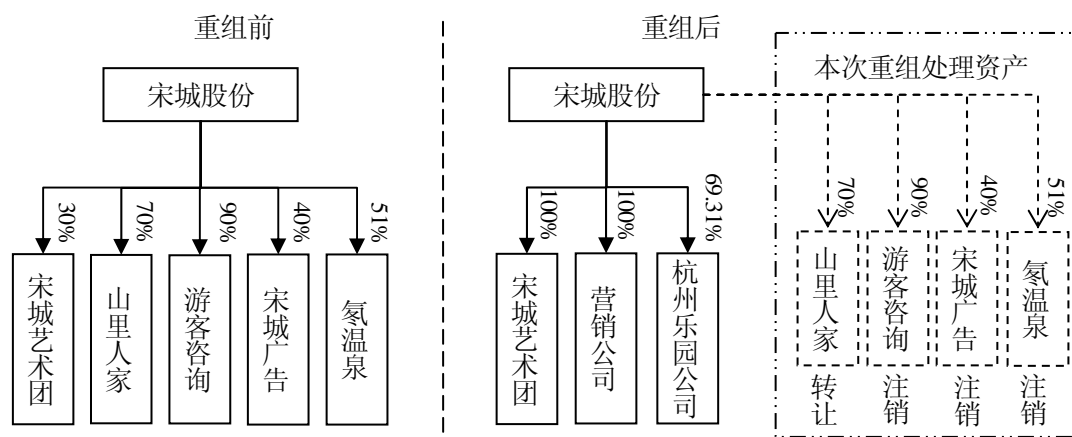 重组前
宋城股份
30%
70%
90%
40%
51%
宋城艺术团
山里人家
游客咨询
宋城广告
氡温泉
重组后
宋城股份
100%
100%
69.31%
宋城艺术团
营销公司
杭州乐园公司
本次重组处理资产
70%
90%
40%
51%
山里人家
游客咨询
宋城广告
氡温泉
转让
注销
注销
注销